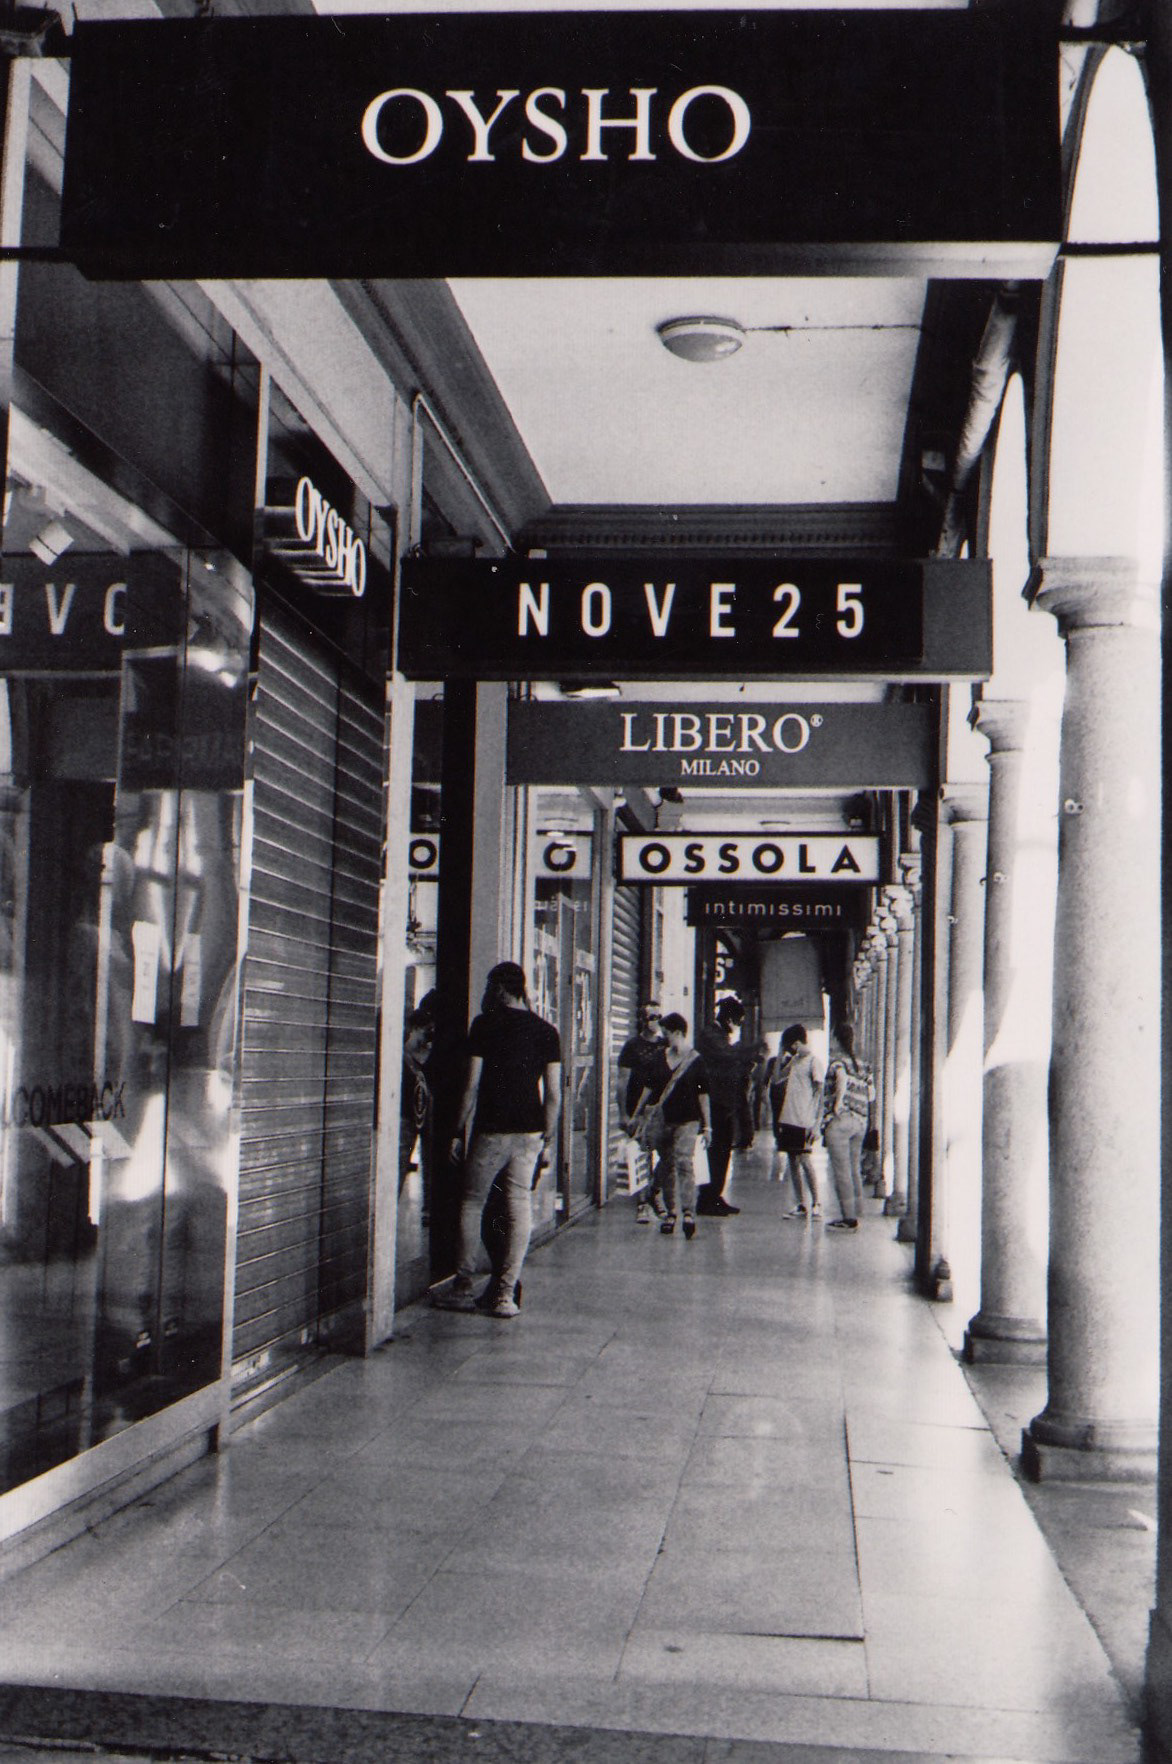 OYSHO
OYSHO
NOVE25
LIBERO®
MILANO
OSSOLA
intimissimi
COMEBACK